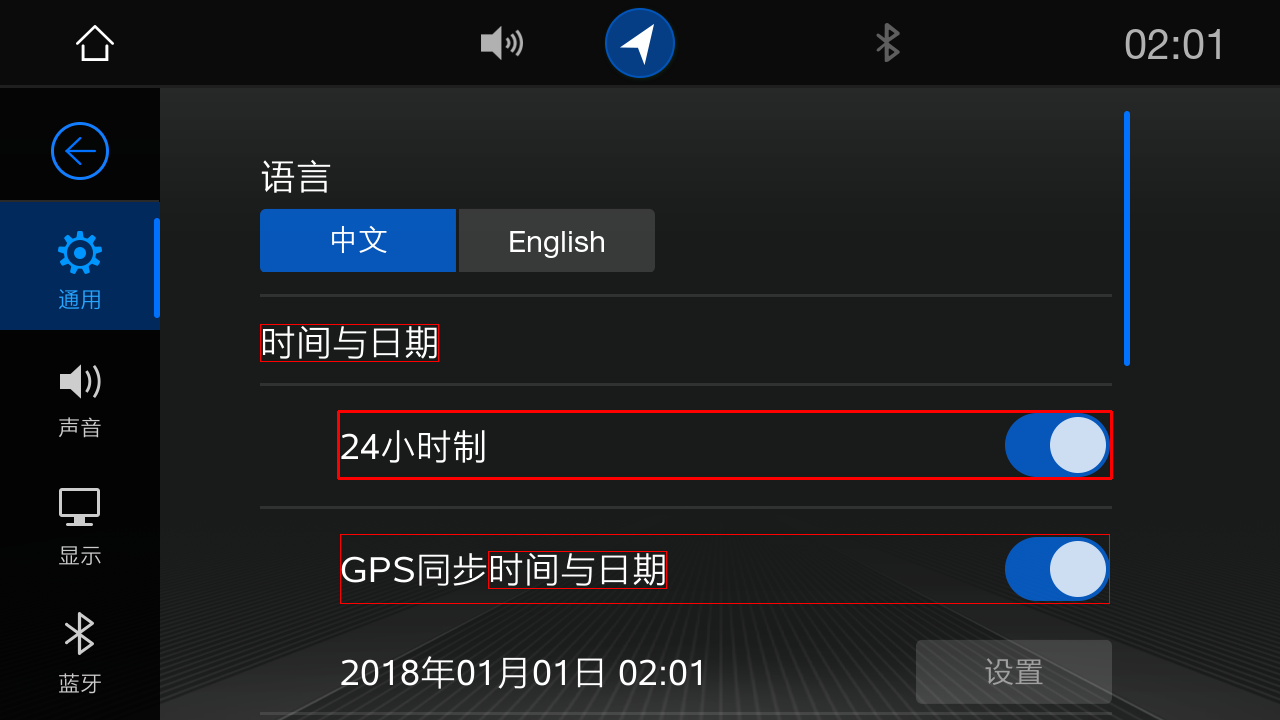 02:01
语言
中文 English
通用
时间与日期
声音
24小时制
显示
GPS同步时间与日期
蓝牙
2018年01月01日 02:01 设置